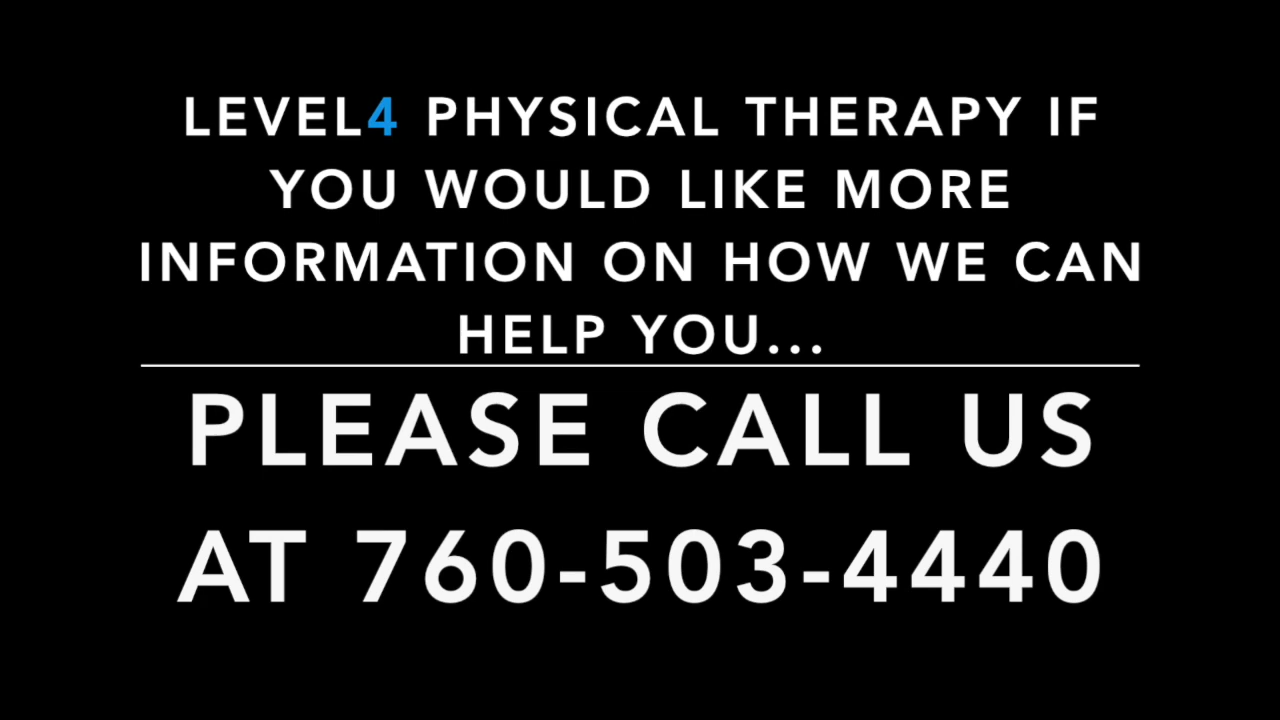 LEVEL4 PHYSICAL THERAPY IF
YOU WOULD LIKE MORE
INFORMATION ON HOW WE CAN
HELP YOU...
PLEASE CALL US
AT 760-503-4440